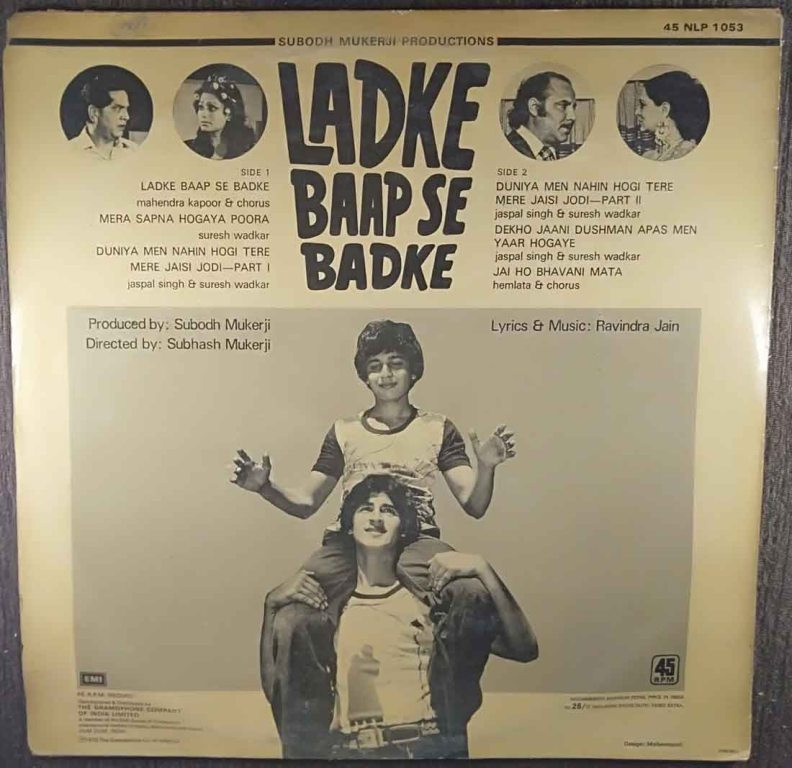 45 NLP 1053
SUBODH MUKERJI PRODUCTIONS
LADKE
BAAP SE
BADKE
SIDE 1
LADKE BAAP SE BADKE
mahendra kapoor & chorus
MERA SAPNA HOGAYA POORA
suresh wadkar
DUNIYA MEN NAHIN HOGI TERE
MERE JAISI JODI—PART I
jaspal singh & suresh wadkar
SIDE 2
DUNIYA MEN NAHIN HOGI TERE
MERE JAISI JODI—PART II
jaspal singh & suresh wadkar
DEKHO JAANI DUSHMAN APAS MEN
YAAR HOGAYE
jaspal singh & suresh wadkar
JAI HO BHAVANI MATA
hemlata & chorus
Produced by: Subodh Mukerji
Directed by: Subhash Mukerji
Lyrics & Music: Ravindra Jain
EMI
45 R.P.M. RECORD
THE GRAMOPHONE COMPANY
OF INDIA LIMITED
45
RPM